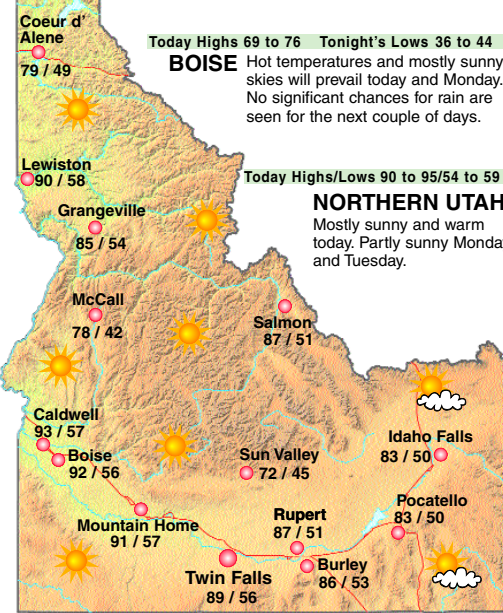 Coeur d'
Alene
79 / 49
Today Highs 69 to 76 Tonight's Lows 36 to 44
BOISE Hot temperatures and mostly sunny
skies will prevail today and Monday.
No significant chances for rain are
seen for the next couple of days.
Lewiston
90 / 58
Today Highs/Lows 90 to 95/54 to 59
NORTHERN UTAH
Mostly sunny and warm
today. Partly sunny Monda
and Tuesday.
Grangeville
85 / 54
McCall
78 / 42
Salmon
87 / 51
Caldwell
93 / 57
Boise
92 / 56
Sun Valley
72 / 45
Idaho Falls
83 / 50
Mountain Home
91 / 57
Rupert
87 / 51
Pocatello
83 / 50
Twin Falls
89 / 56
Burley
86 / 53